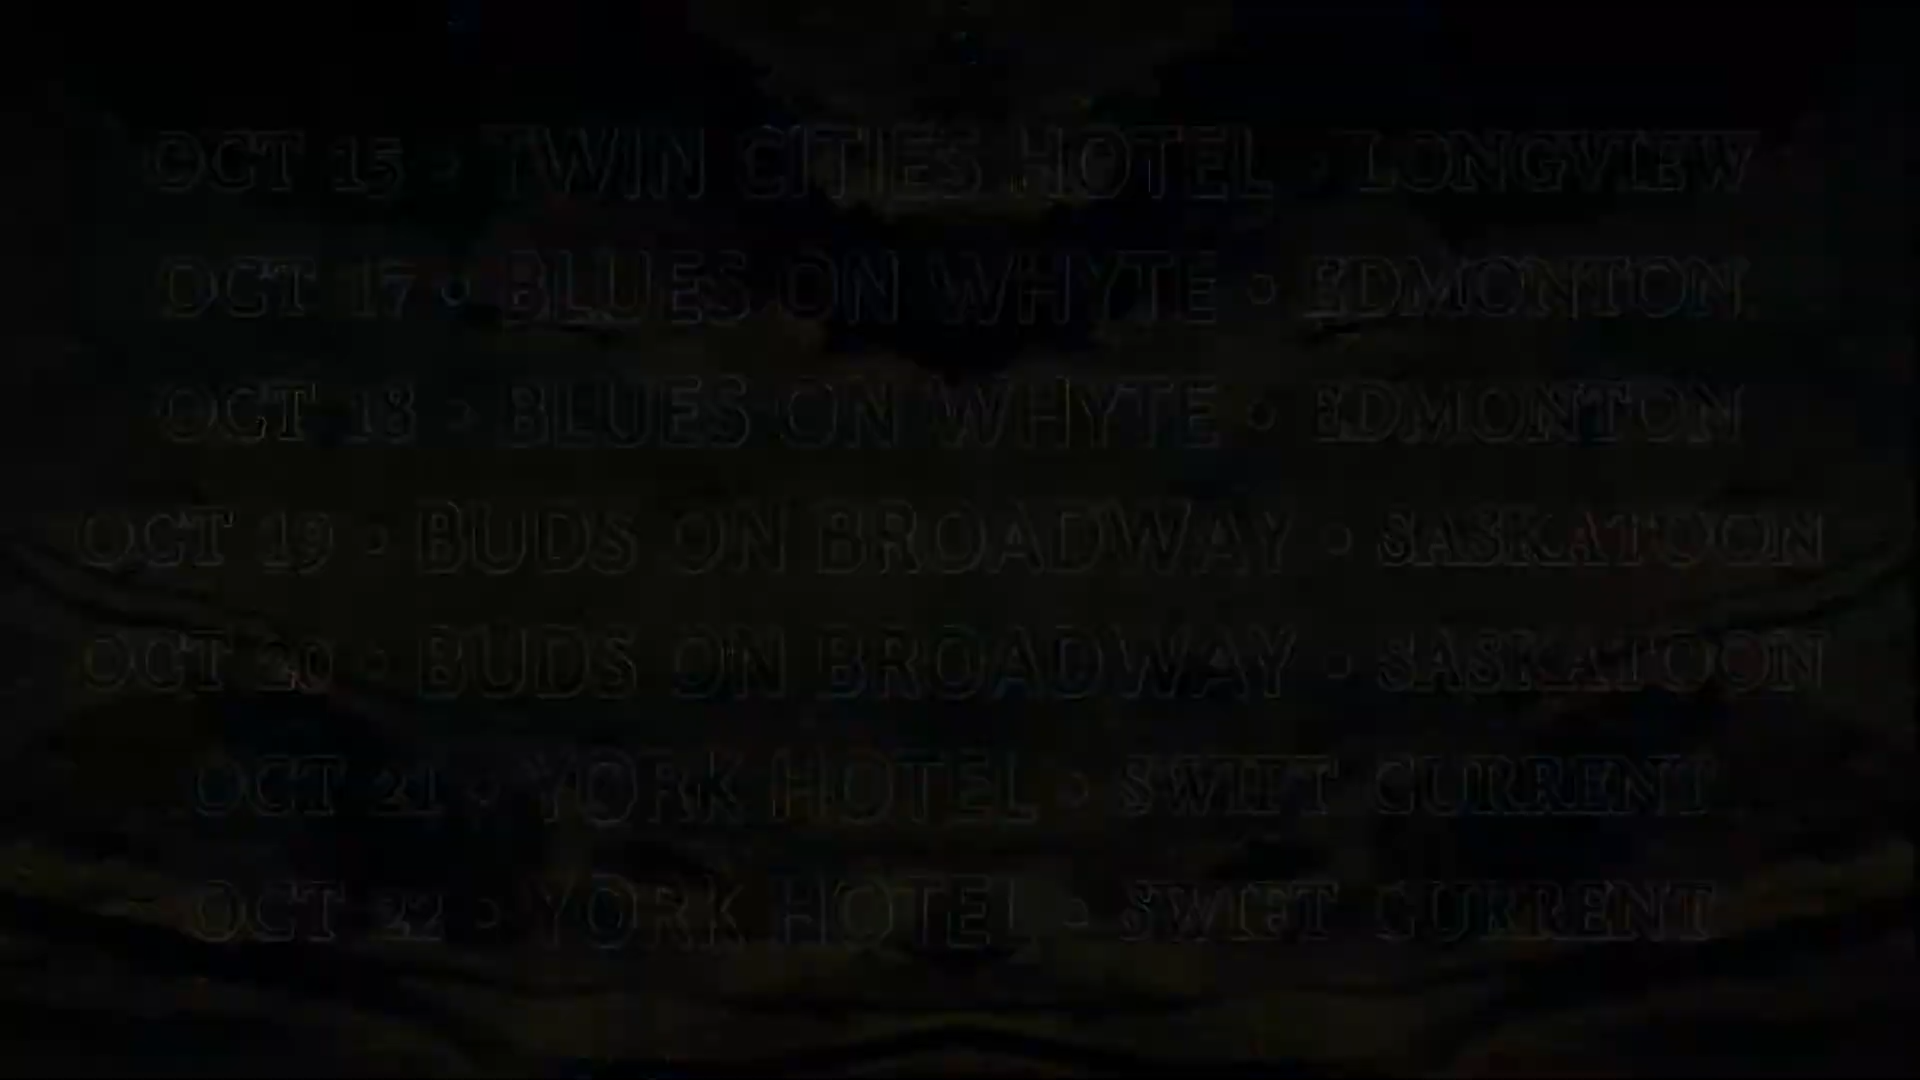 OCT 15 • TWIN CITIES HOTEL • LONGVIEW
OCT 17 • BLUES ON WHYTE • EDMONTON
OCT 18 • BLUES ON WHYTE • EDMONTON
OCT 19 • BUDS ON BROADWAY • SASKATOON
OCT 20 • BUDS ON BROADWAY • SASKATOON
OCT 21 • YORK HOTEL • SWIFT CURRENT
OCT 22 • YORK HOTEL • SWIFT CURRENT